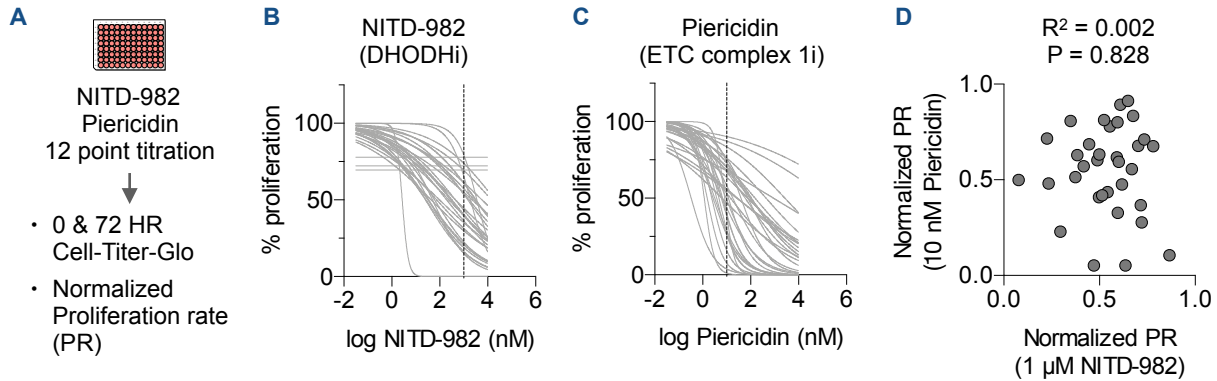 A
NITD-982
Piericidin
12 point titration
• 0 & 72 HR
Cell-Titer-Glo
• Normalized
Proliferation rate
(PR)
B
NITD-982
(DHODHi)
% proliferation
100
50
0
-2 0 2 4 6
log NITD-982 (nM)
C
Piericidin
(ETC complex 1i)
% proliferation
100
50
0
-2 0 2 4 6
log Piericidin (nM)
D
R² = 0.002
P = 0.828
Normalized PR
(10 nM Piericidin)
1.0
0.5
0.0
0.0 0.5 1.0
Normalized PR
(1 µM NITD-982)